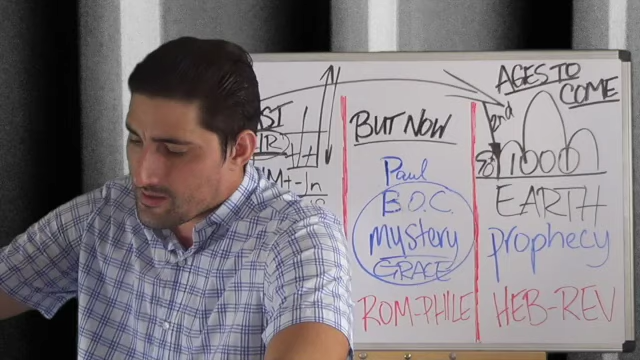 BUT NOW
Paul
B.O.C.
mystery
GRACE
ROM-PHILE
AGES TO
COME
2nd
1000
EARTH
prophecy
HEB-REV